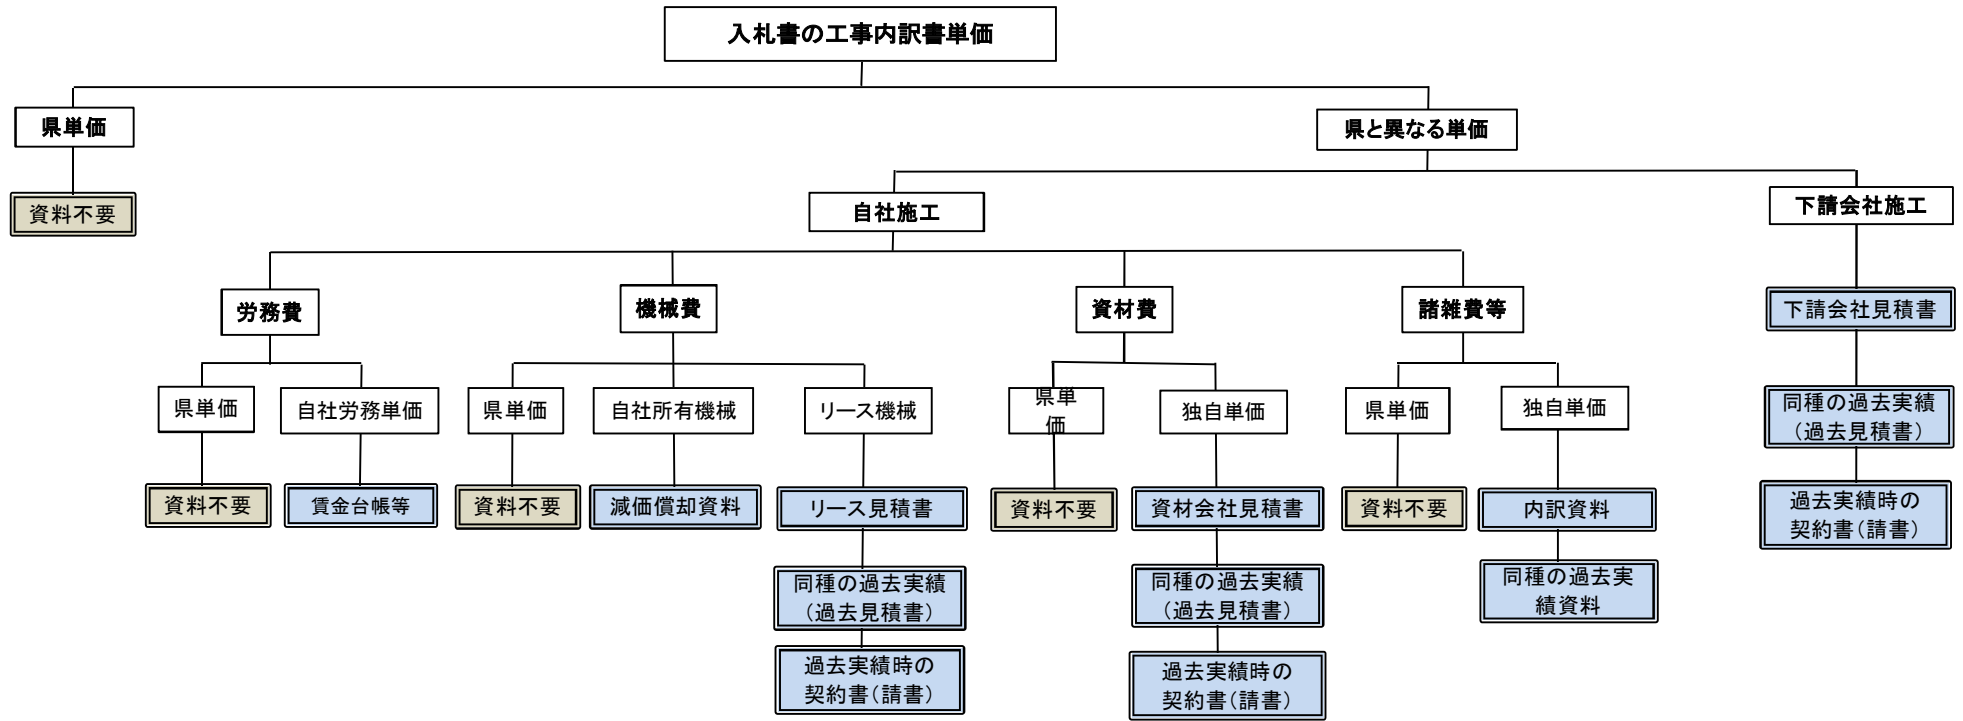 入札書の工事内訳書単価
県単価
県と異なる単価
資料不要
自社施工
下請会社施工
労務費
機械費
資材費
諸雑費等
下請会社見積書
県単価
自社労務単価
県単価
自社所有機械
リース機械
県単
価
独自単価
県単価
独自単価
同種の過去実績
（過去見積書）
資料不要
賃金台帳等
資料不要
減価償却資料
リース見積書
資料不要
資材会社見積書
資料不要
内訳資料
過去実績時の
契約書（請書）
同種の過去実績
（過去見積書）
同種の過去実績
（過去見積書）
同種の過去実
績資料
過去実績時の
契約書（請書）
過去実績時の
契約書（請書）